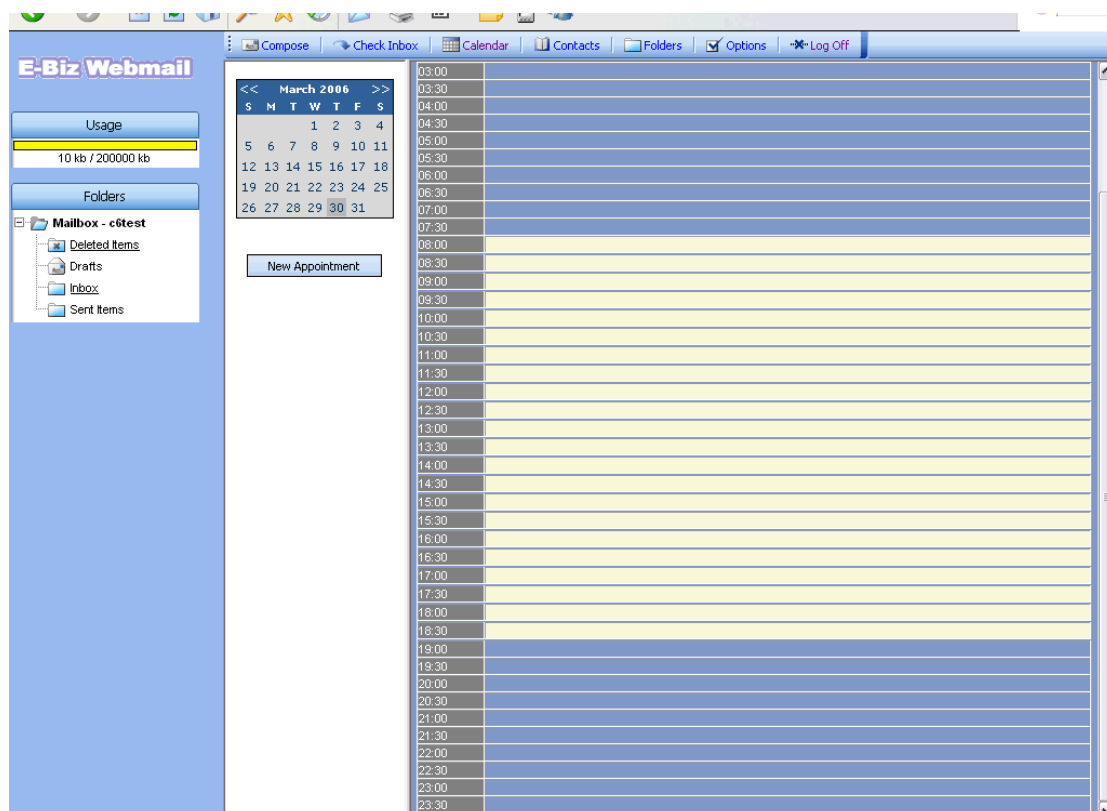 Compose Check Inbox Calendar Contacts Folders Options Log Off
E-Biz Webmail
Usage
10 kb / 200000 kb
Folders
Mailbox - c6test
Deleted Items
Drafts
Inbox
Sent Items
<< March 2006 >>
S M T W T F S
1 2 3 4
5 6 7 8 9 10 11
12 13 14 15 16 17 18
19 20 21 22 23 24 25
26 27 28 29 30 31
New Appointment
03:00
03:30
04:00
04:30
05:00
05:30
06:00
06:30
07:00
07:30
08:00
08:30
09:00
09:30
10:00
10:30
11:00
11:30
12:00
12:30
13:00
13:30
14:00
14:30
15:00
15:30
16:00
16:30
17:00
17:30
18:00
18:30
19:00
19:30
20:00
20:30
21:00
21:30
22:00
22:30
23:00
23:30